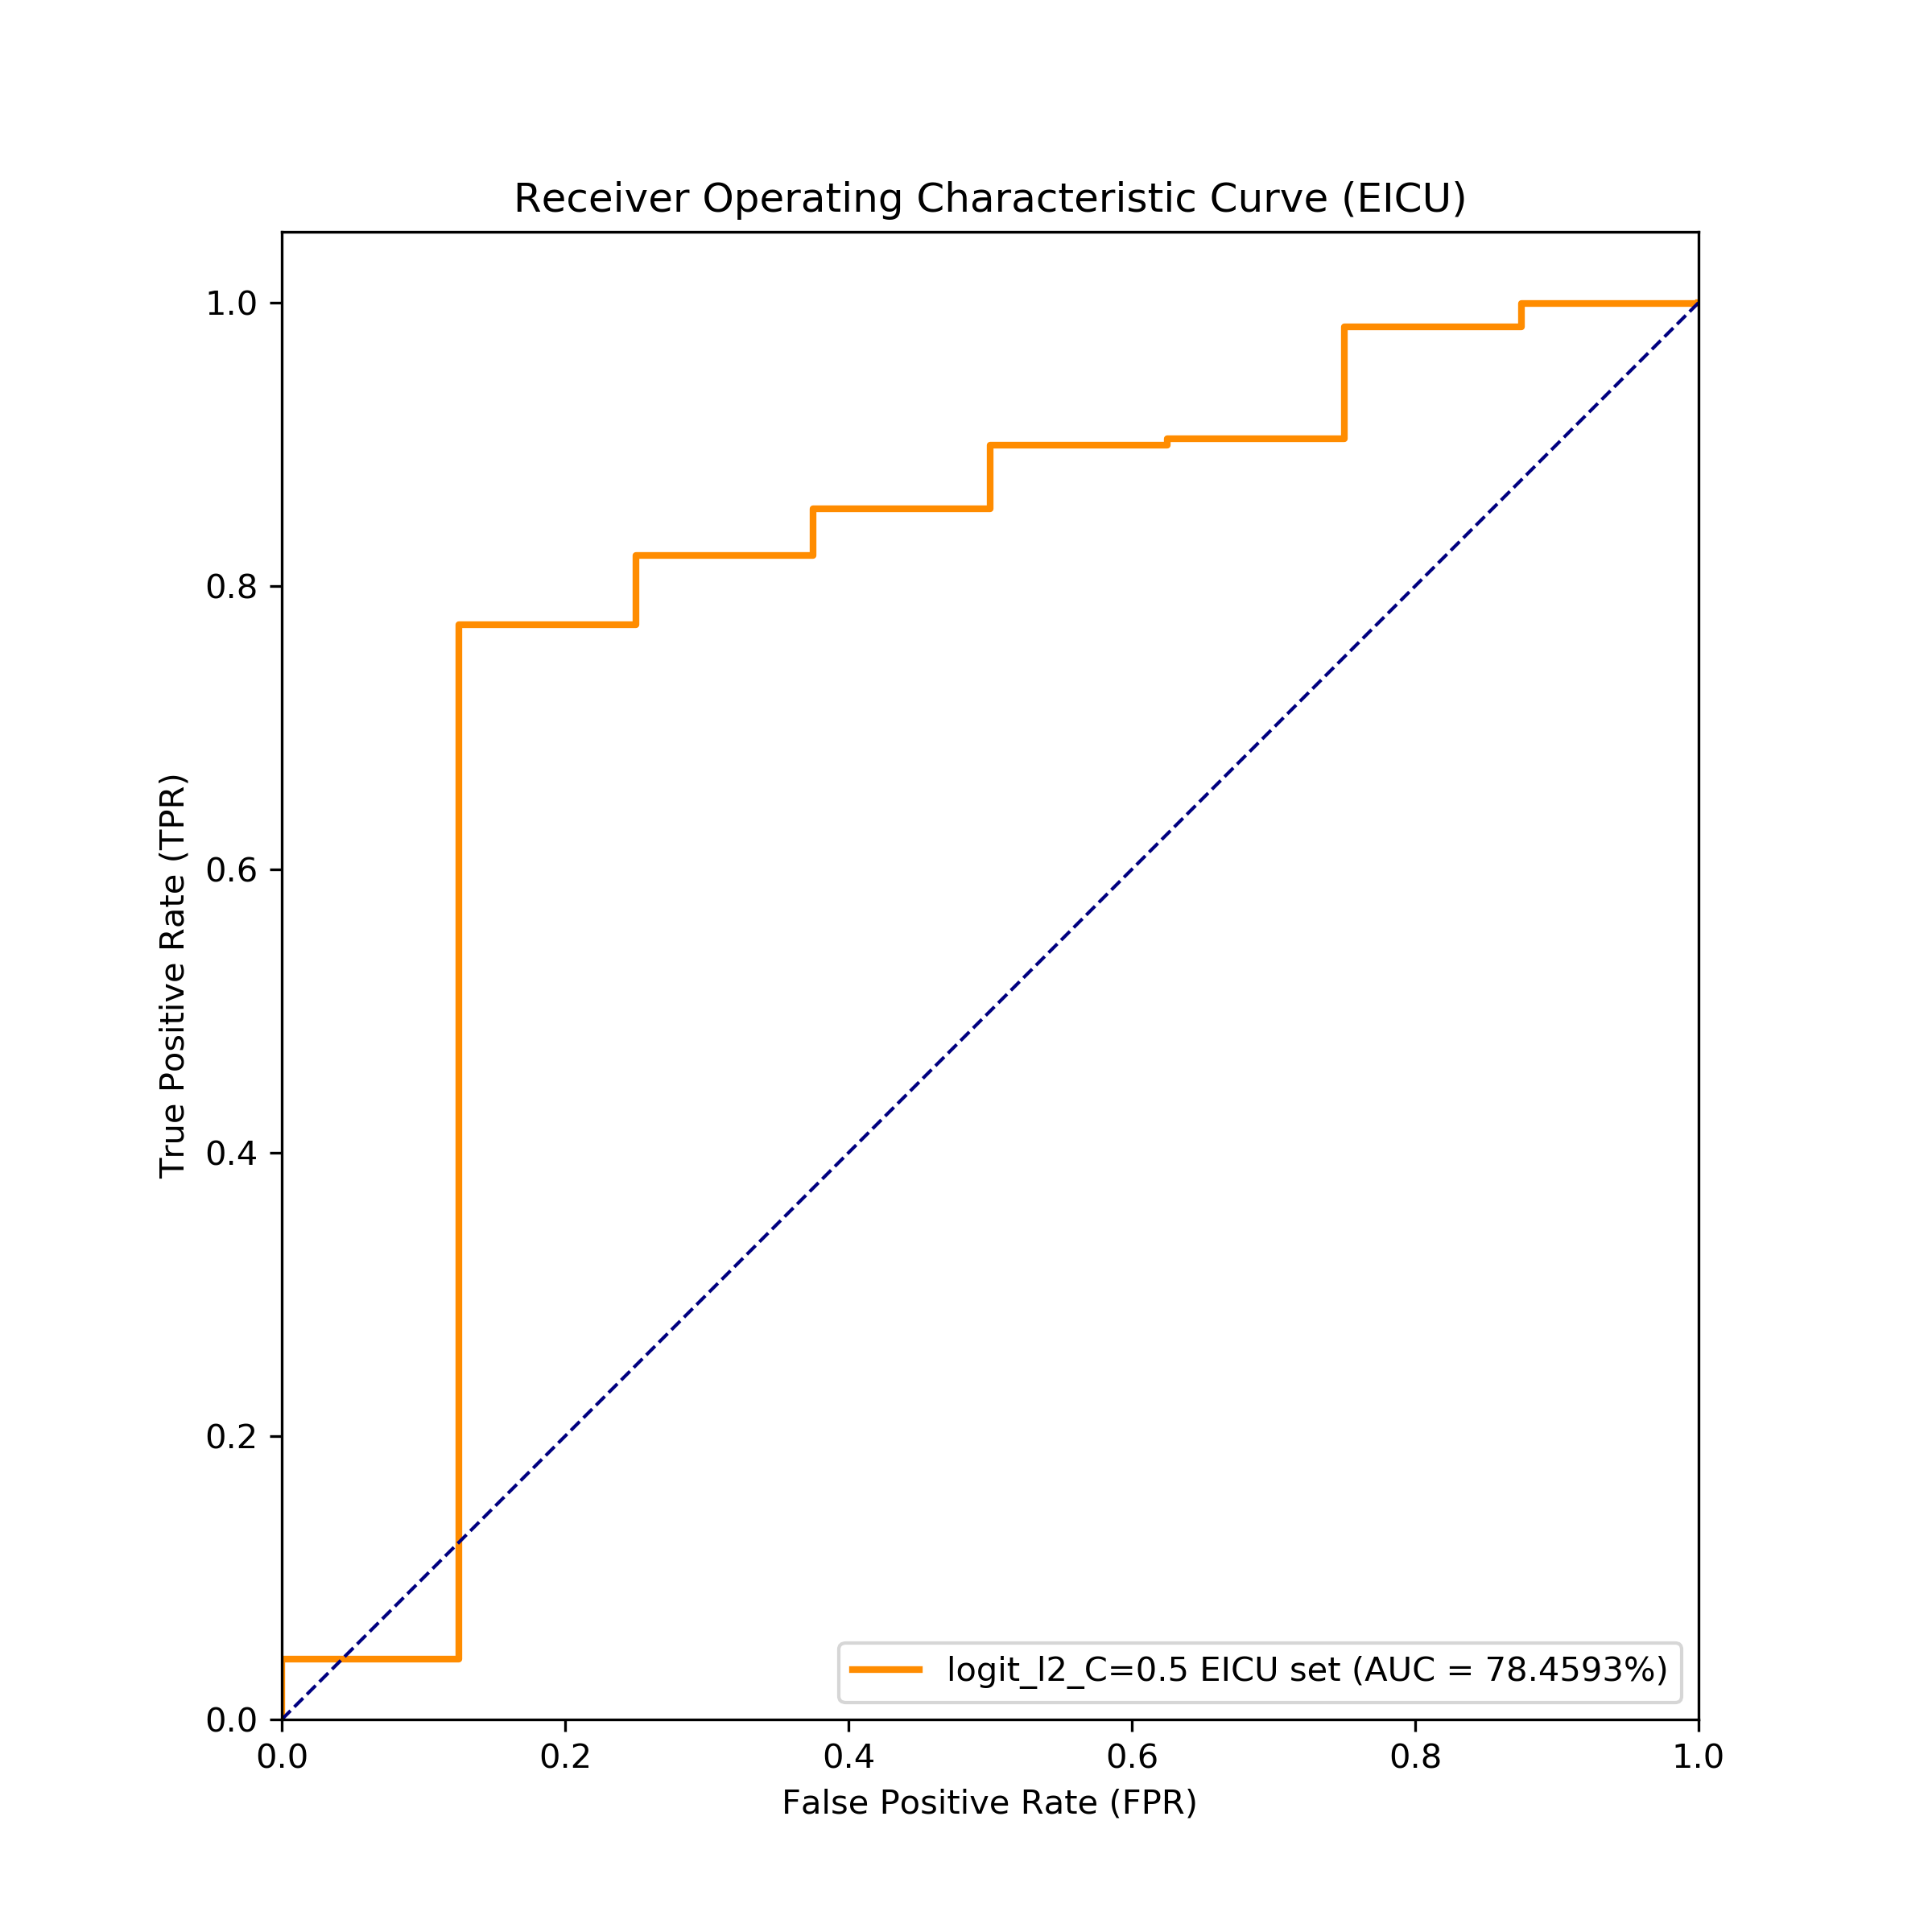 Receiver Operating Characteristic Curve (EICU)
True Positive Rate (TPR)
1.0
0.8
0.6
0.4
0.2
0.0
logit_l2_C=0.5 EICU set (AUC = 78.4593%)
0.0 0.2 0.4 0.6 0.8 1.0
False Positive Rate (FPR)